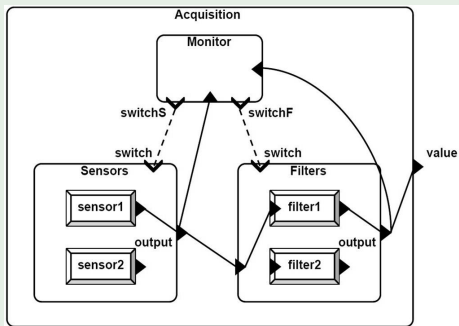 Acquisition
Monitor
switchS
switchF
switch
switch
value
Sensors
Filters
sensor1
filter1
output
output
sensor2
filter2